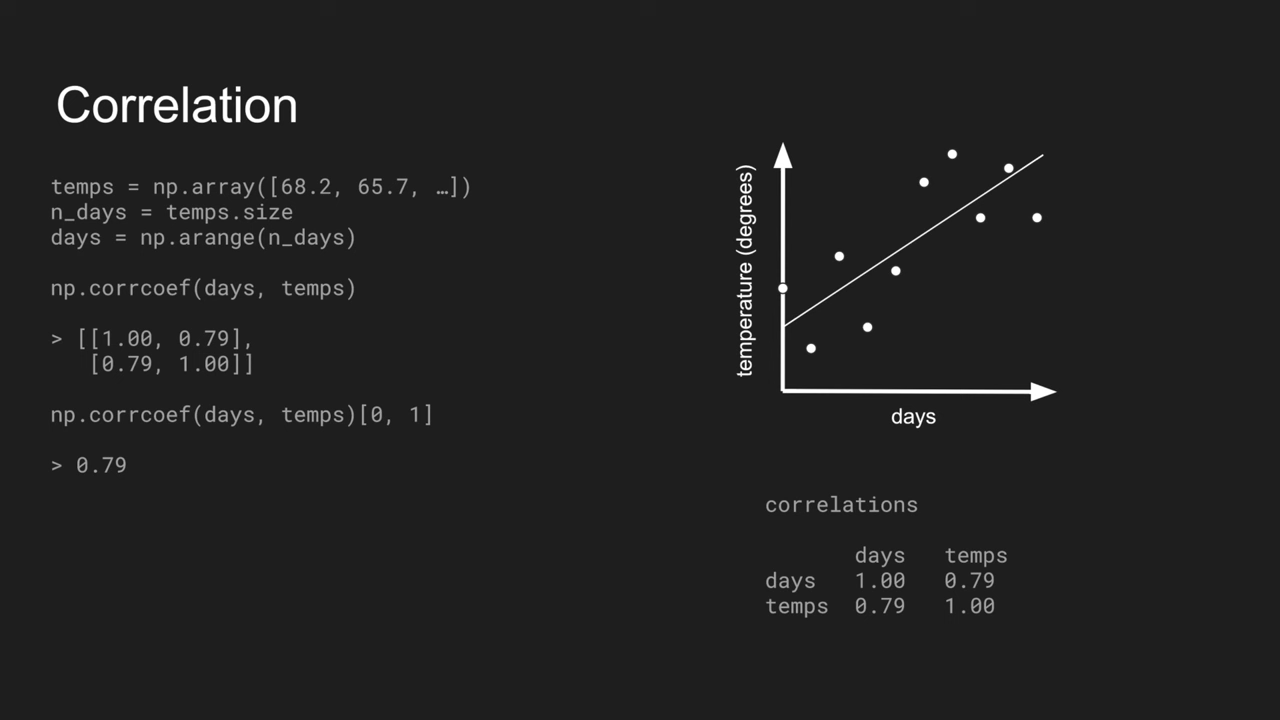 Correlation
temps = np.array([68.2, 65.7, …])
n_days = temps.size
days = np.arange(n_days)
np.corrcoef(days, temps)
> [[1.00, 0.79],
[0.79, 1.00]]
np.corrcoef(days, temps)[0, 1]
> 0.79
temperature (degrees)
days
correlations
days temps
days 1.00 0.79
temps 0.79 1.00